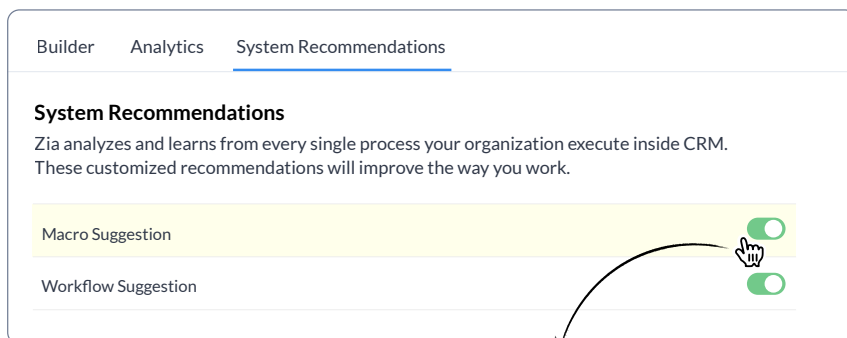 Builder Analytics System Recommendations
System Recommendations
Zia analyzes and learns from every single process your organization execute inside CRM.
These customized recommendations will improve the way you work.
Macro Suggestion
Workflow Suggestion